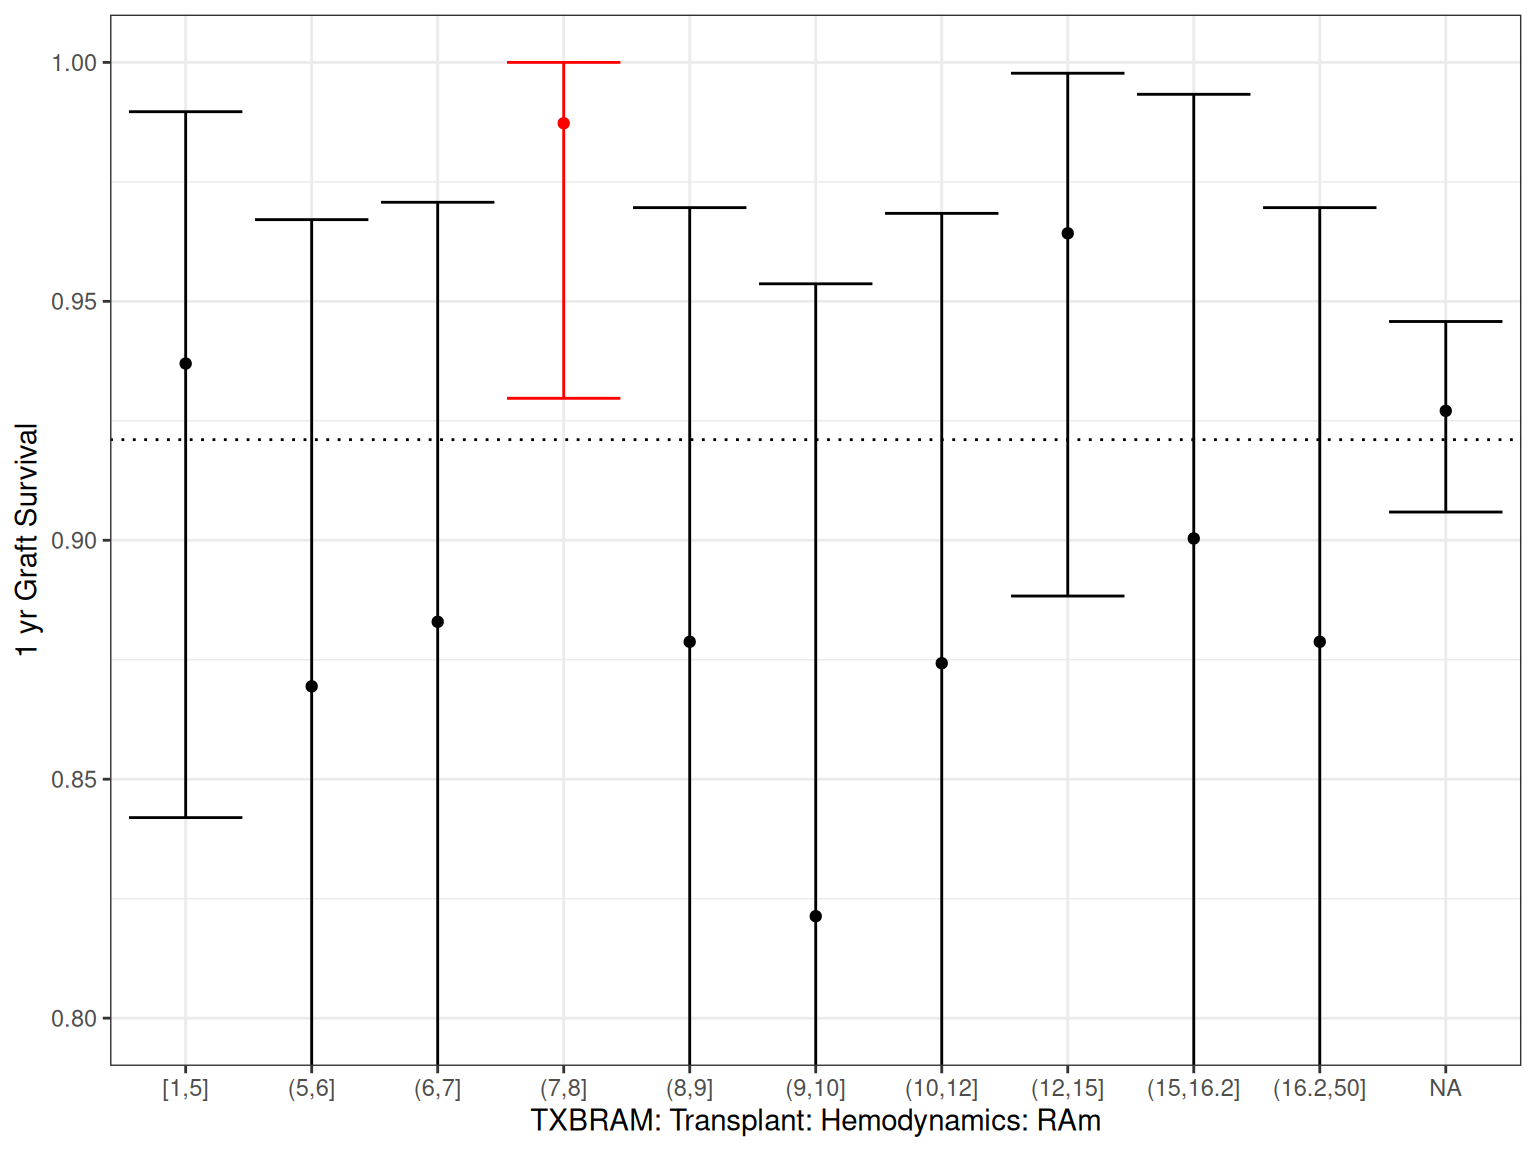 1 yr Graft Survival
1.00
0.95
0.90
0.85
0.80
[1,5] (5,6] (6,7] (7,8] (8,9] (9,10] (10,12] (12,15] (15,16.2] (16.2,50] NA
TXBRAM: Transplant: Hemodynamics: RAm